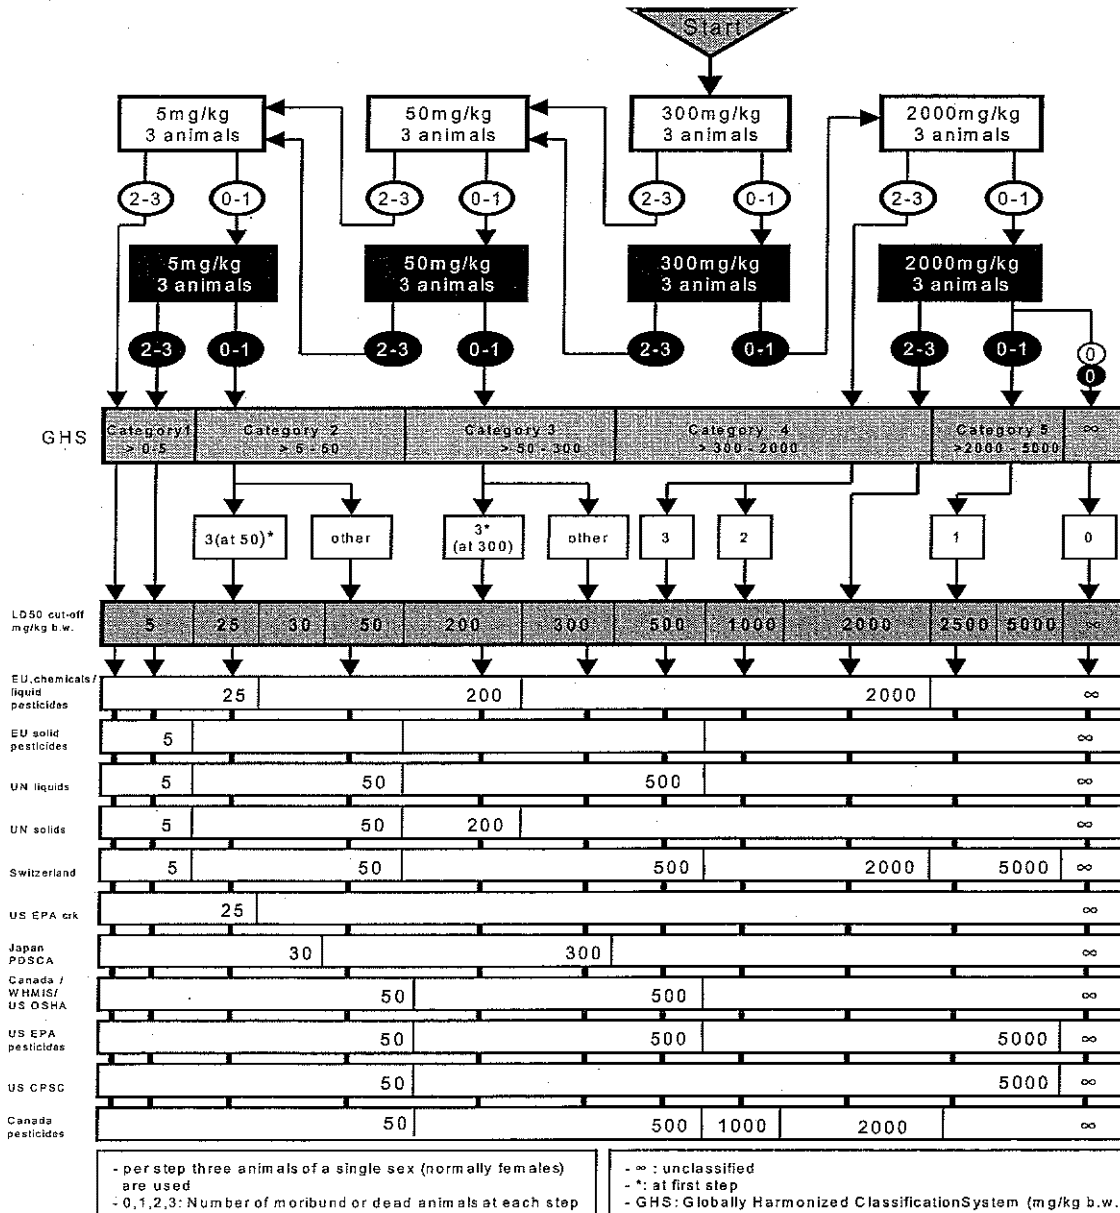 Start
5mg/kg
3 animals
50mg/kg
3 animals
300mg/kg
3 animals
2000mg/kg
3 animals
2-3
0-1
2-3
0-1
2-3
0-1
2-3
0-1
5mg/kg
3 animals
50mg/kg
3 animals
300mg/kg
3 animals
2000mg/kg
3 animals
2-3
0-1
2-3
0-1
2-3
0-1
2-3
0-1
0
0
GHS
Category1
> 0-5
Category 2
> 5 - 50
Category 3
> 50 - 300
Category 4
> 300 - 2000
Category 5
>2000 - 5000
∞
3(at 50)*
other
3*
(at 300)
other
3
2
1
0
LD50 cut-off
mg/kg b.w.
5 25 30 50 200 300 500 1000 2000 2500 5000 ∞
EU,chemicals/
liquid
pesticides
25 200 2000 ∞
EU solid
pesticides
5 ∞
UN liquids
5 50 500 ∞
UN solids
5 50 200 ∞
Switzerland
5 50 500 2000 5000 ∞
US EPA crk
25 ∞
Japan
PDSCA
30 300 ∞
Canada /
WHMIS/
US OSHA
50 500 ∞
US EPA
pesticides
50 500 5000 ∞
US CPSC
50 5000 ∞
Canada
pesticides
50 500 1000 2000 ∞
- per step three animals of a single sex (normally females)
are used
- 0,1,2,3: Number of moribund or dead animals at each step
- ∞ : unclassified
- *: at first step
- GHS: Globally Harmonized ClassificationSystem (mg/kg b.w.